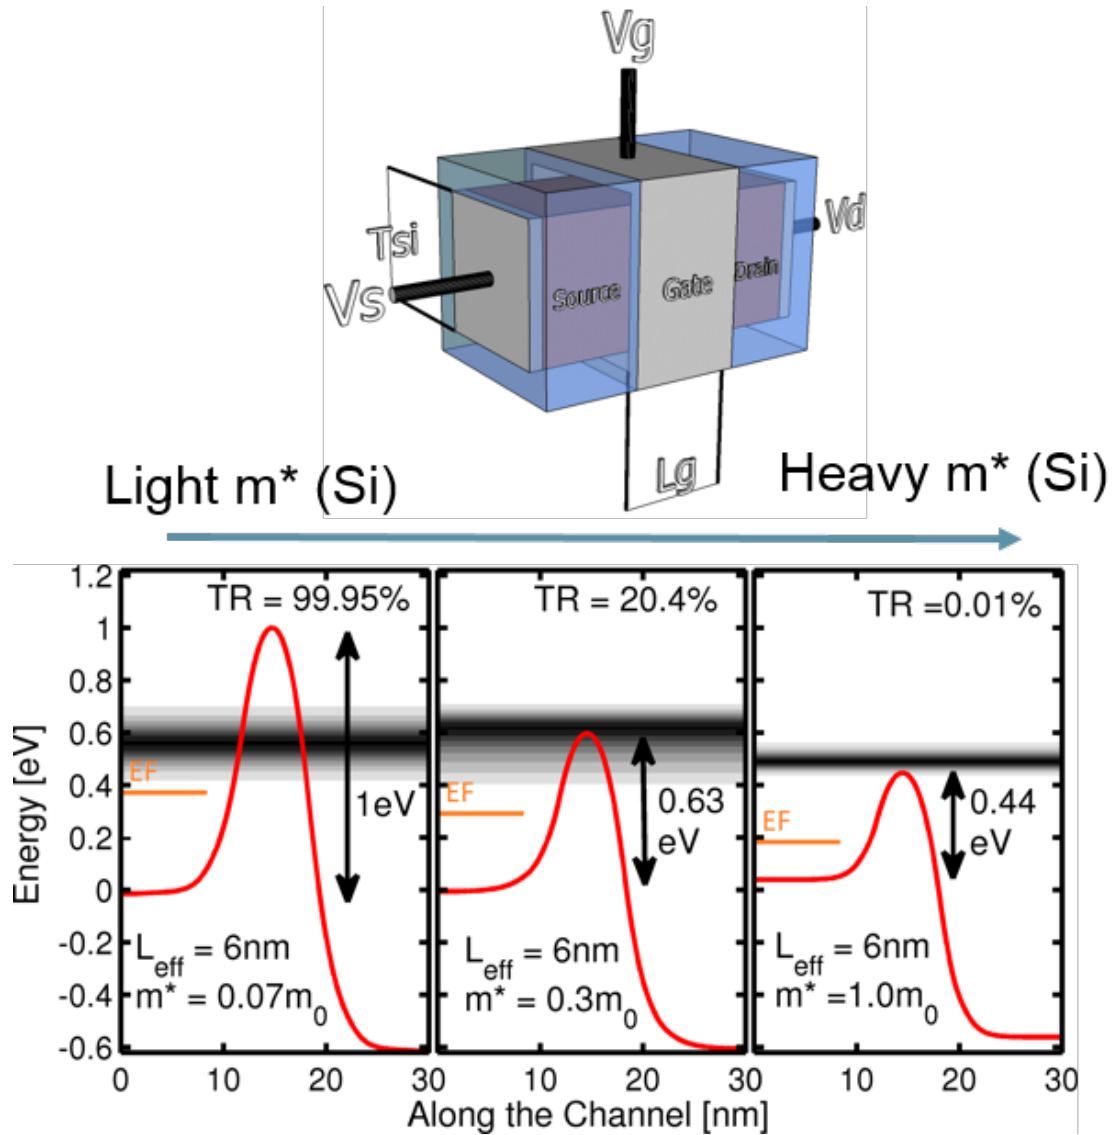 Vg
Tsi
Vd
Vs
Source
Gate
Drain
Lg
Light m* (Si)
Heavy m* (Si)
1.2
1
0.8
0.6
0.4
0.2
0
-0.2
-0.4
-0.6
Energy [eV]
TR = 99.95%
EF
1eV
L_eff = 6nm
m* = 0.07m_0
0
10
20
30
TR = 20.4%
EF
0.63
eV
L_eff = 6nm
m* = 0.3m_0
10
20
30
TR =0.01%
EF
0.44
eV
L_eff = 6nm
m* =1.0m_0
10
20
30
Along the Channel [nm]